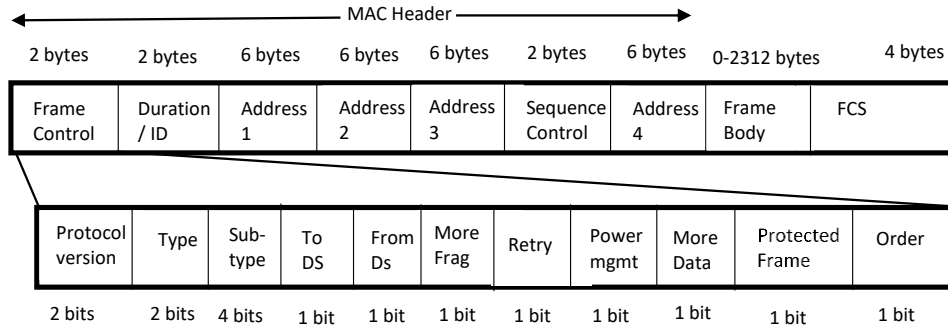 MAC Header
2 bytes 2 bytes 6 bytes 6 bytes 6 bytes 2 bytes 6 bytes 0-2312 bytes 4 bytes
Frame Duration Address Address Address Sequence Address Frame FCS
Control / ID 1 2 3 Control 4 Body
Protocol Type Sub- To From More Retry Power More Protected Order
version type DS Ds Frag mgmt Data Frame
2 bits 2 bits 4 bits 1 bit 1 bit 1 bit 1 bit 1 bit 1 bit 1 bit 1 bit